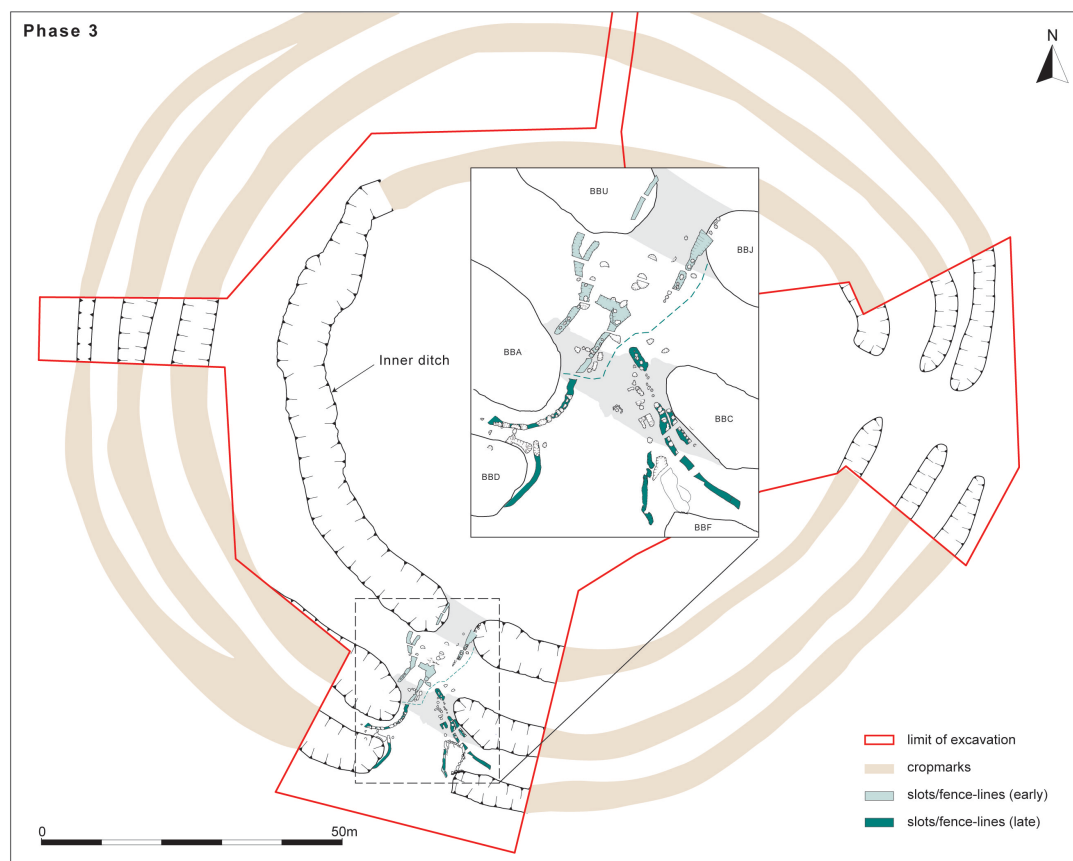 Phase 3
N
BBU
BBJ
BBA
Inner ditch
BBC
BBD
BBF
limit of excavation
cropmarks
slots/fence-lines (early)
slots/fence-lines (late)
0
50m